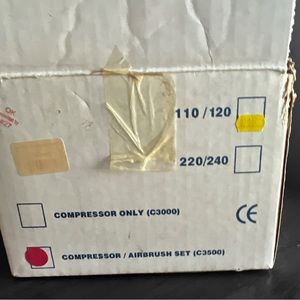 110 / 120
220/240
COMPRESSOR ONLY (C3000)
CE
COMPRESSOR / AIRBRUSH SET (C3500)